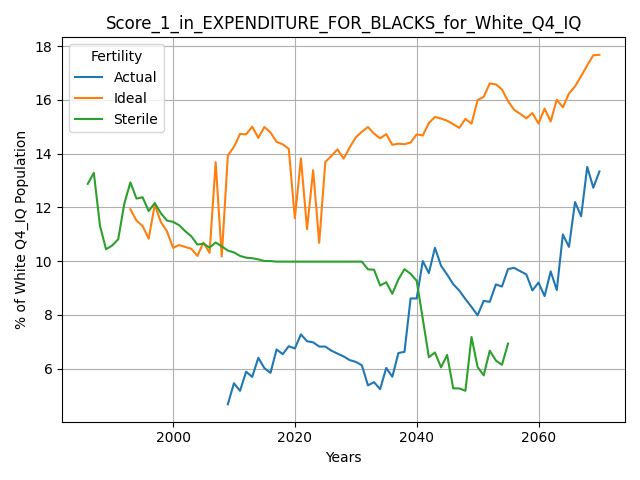 Score_1_in_EXPENDITURE_FOR_BLACKS_for_White_Q4_IQ
Fertility
Actual
Ideal
Sterile
% of White Q4_IQ Population
18
16
14
12
10
8
6
2000
2020
2040
2060
Years